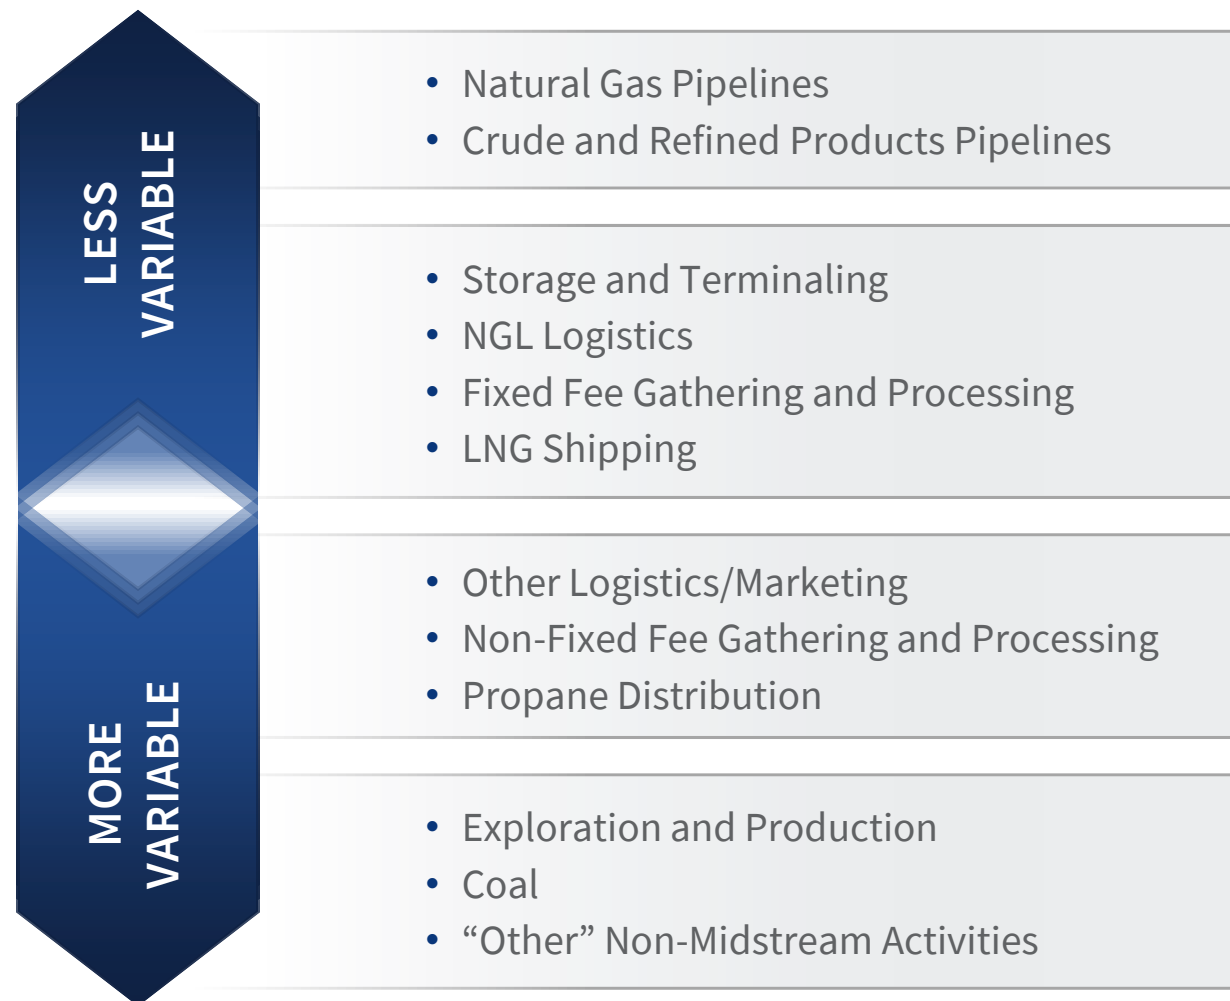 LESS
VARIABLE
• Natural Gas Pipelines
• Crude and Refined Products Pipelines
• Storage and Terminaling
• NGL Logistics
• Fixed Fee Gathering and Processing
• LNG Shipping
• Other Logistics/Marketing
• Non-Fixed Fee Gathering and Processing
• Propane Distribution
MORE
VARIABLE
• Exploration and Production
• Coal
• “Other” Non-Midstream Activities